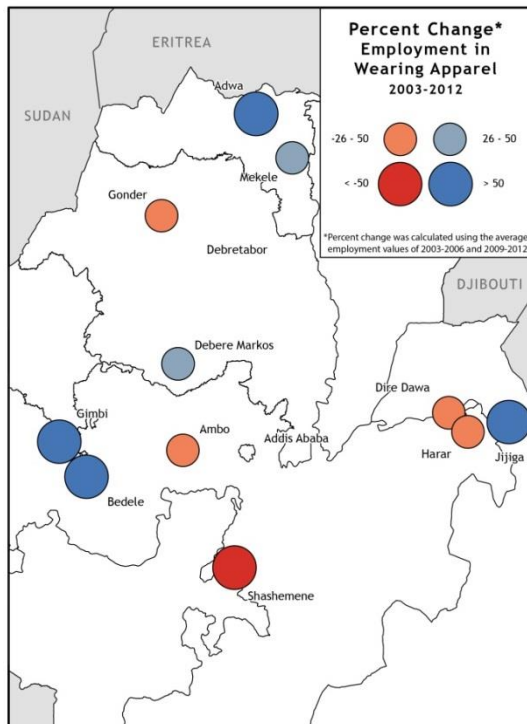 Percent Change*
Employment in
Wearing Apparel
2003-2012
-26 - 50
26 - 50
< -50
> 50
*Percent change was calculated using the average
employment values of 2003-2006 and 2009-2012
ERITREA
SUDAN
DJIBOUTI
Adwa
Mekele
Gonder
Debretabor
Debere Markos
Gimbi
Ambo
Addis Ababa
Dire Dawa
Harar
Jijiga
Bedele
Shashemene